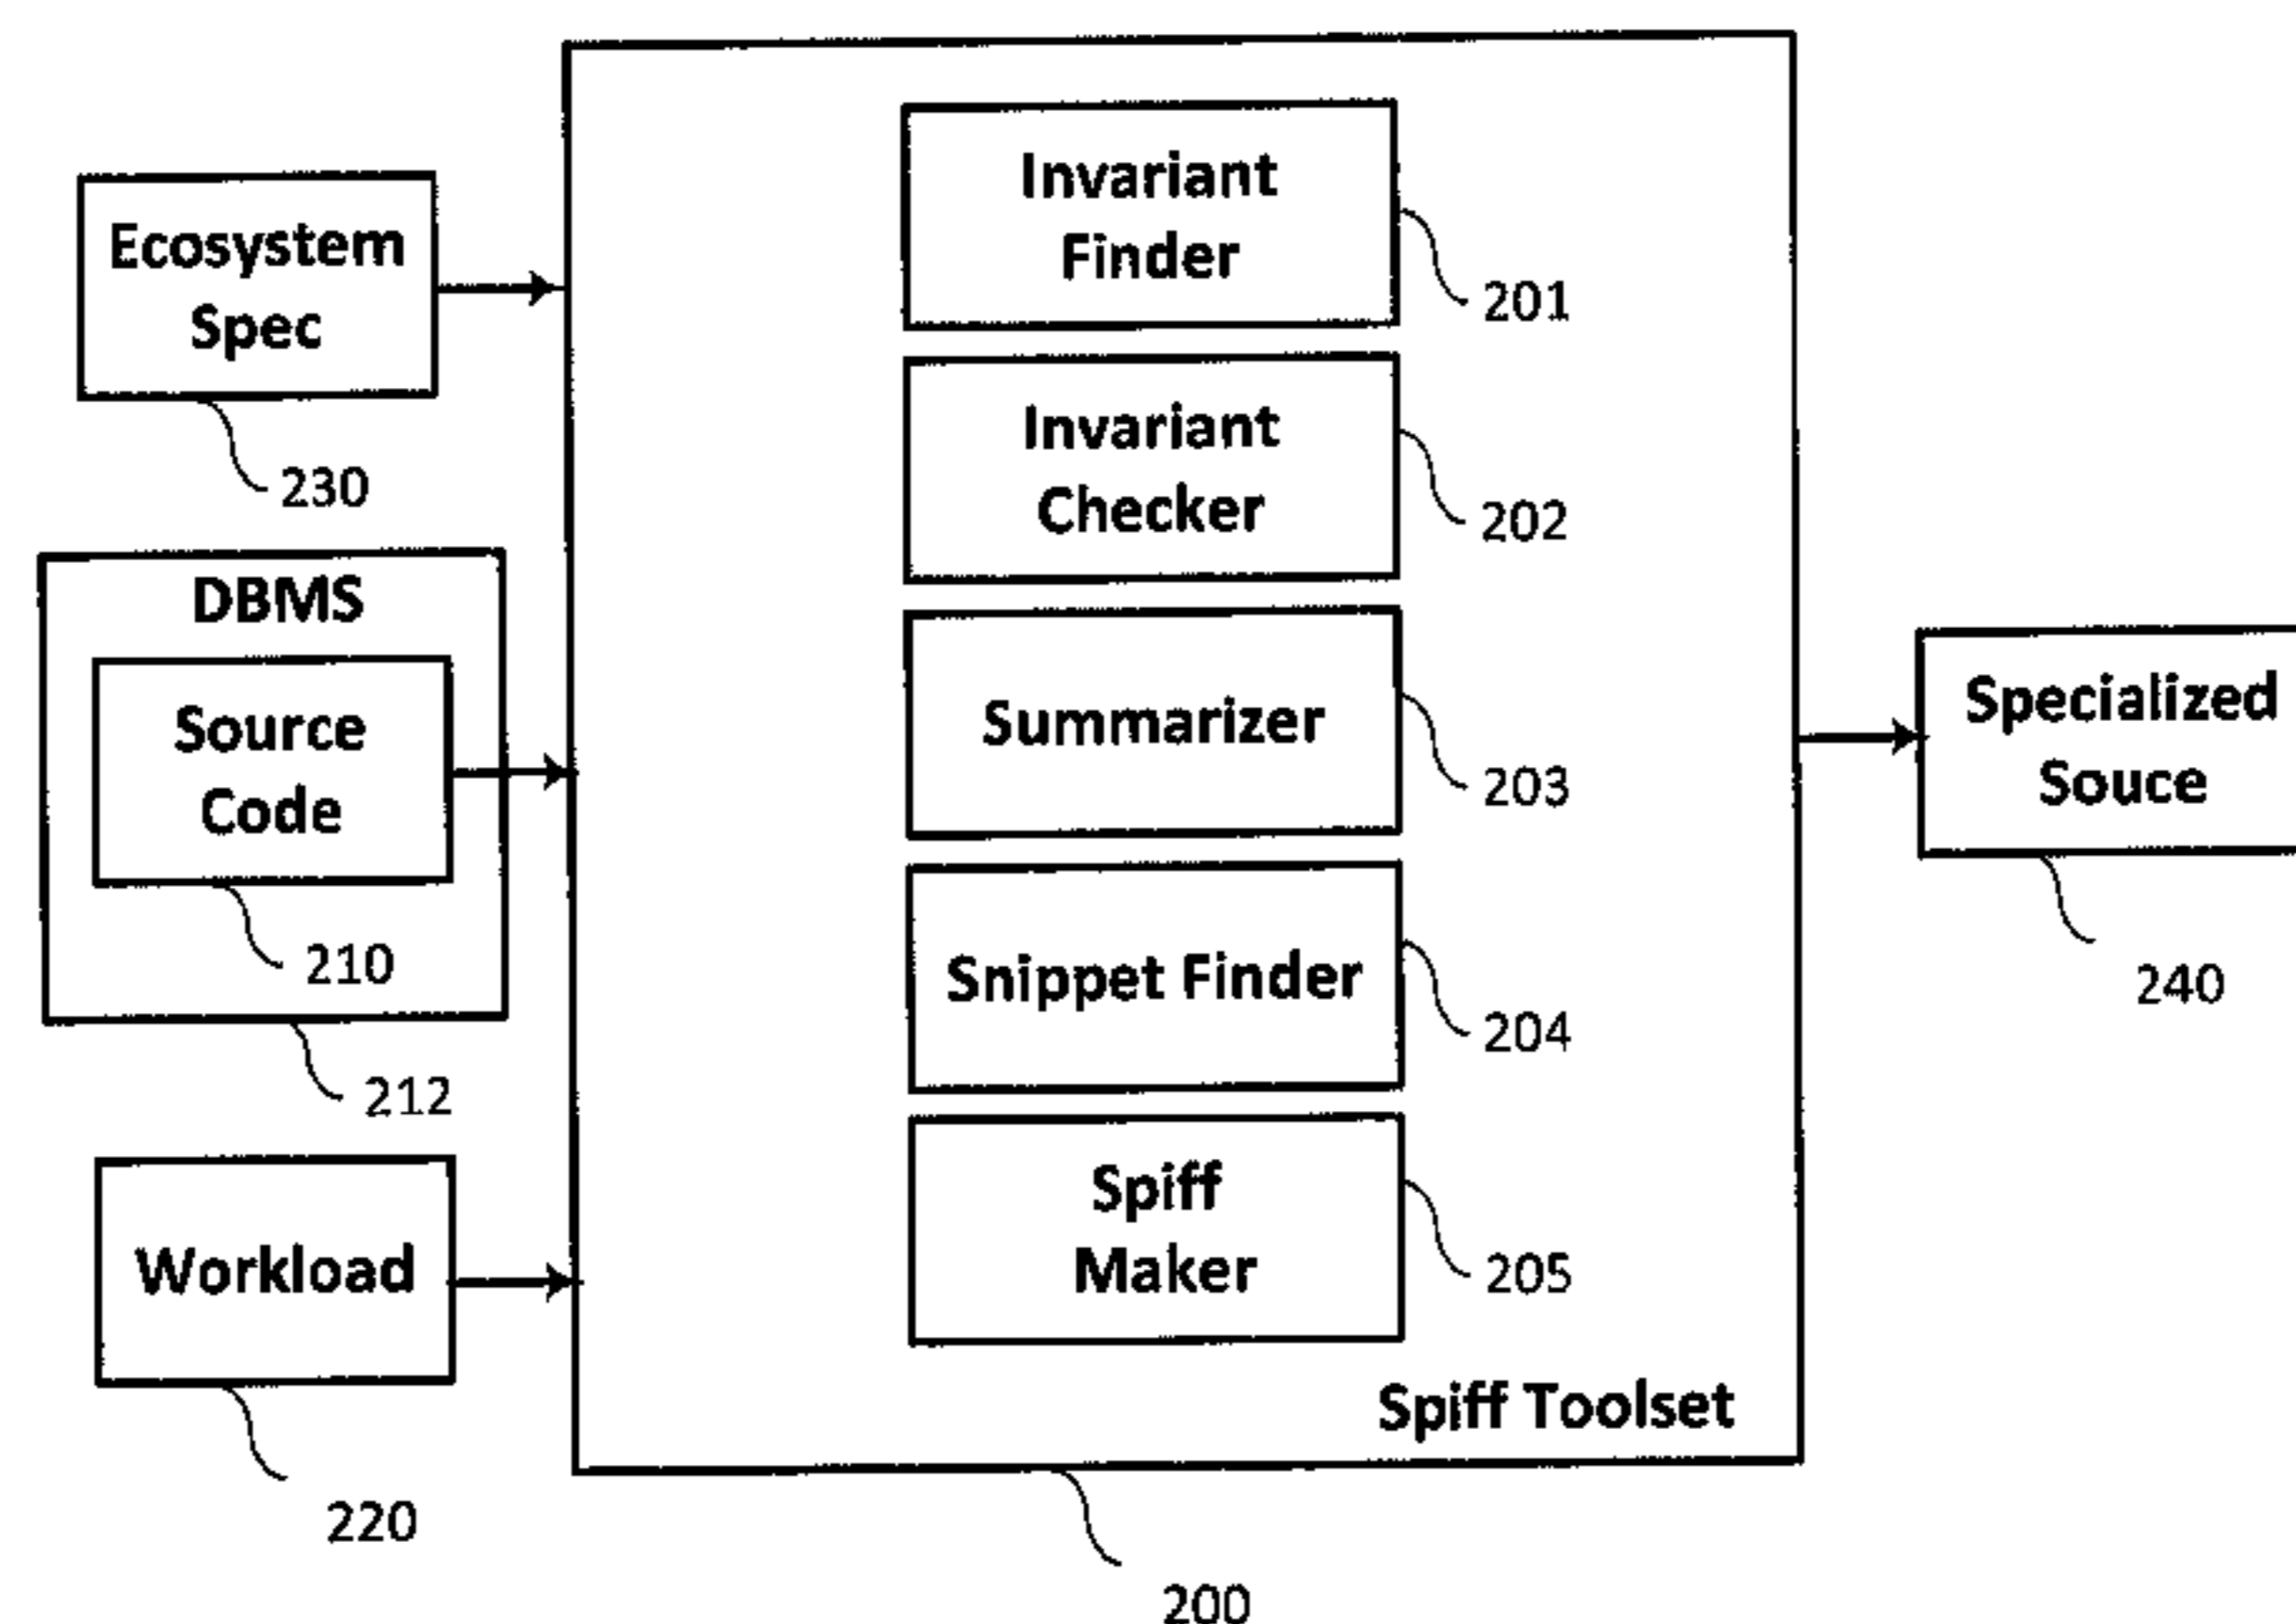 Ecosystem
Spec
230
DBMS
Source
Code
210
212
Workload
220
Invariant
Finder
201
Invariant
Checker
202
Summarizer
203
Snippet Finder
204
Spiff
Maker
205
Spiff Toolset
200
Specialized
Souce
240